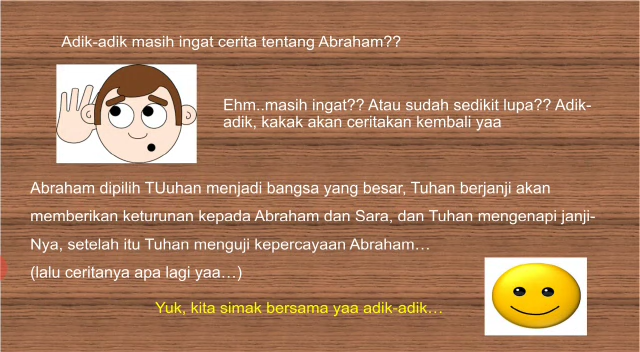 Adik-adik masih ingat cerita tentang Abraham??
Ehm..masih ingat?? Atau sudah sedikit lupa?? Adik-
adik, kakak akan ceritakan kembali yaa
Abraham dipilih TUuhan menjadi bangsa yang besar, Tuhan berjanji akan
memberikan keturunan kepada Abraham dan Sara, dan Tuhan mengenapi janji-
Nya, setelah itu Tuhan menguji kepercayaan Abraham…
(lalu ceritanya apa lagi yaa…)
Yuk, kita simak bersama yaa adik-adik…